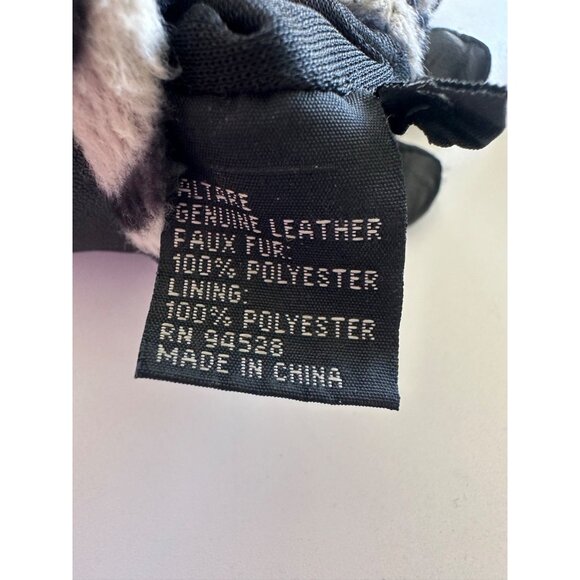 ALTARE
GENUINE LEATHER
FAUX FUR:
100% POLYESTER
LINING:
100% POLYESTER
RN 94528
MADE IN CHINA